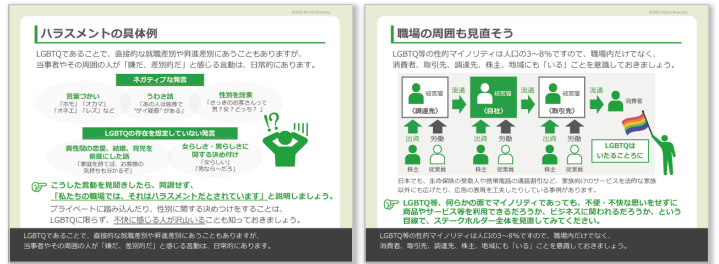 ©2020 Nijiiro Diversity
ハラスメントの具体例
LGBTQであることで、直接的な就職差別や昇進差別にあうこともありますが、
当事者やその周囲の人が「嫌だ、差別的だ」と感じる言動は、日常的にあります。
ネガティブな発言
言葉づかい
「ホモ」「オカマ」
「オネエ」「レズ」など
うわさ話
「あの人は独身で
“ゲイ疑惑” がある」
性別を詮索
「さっきのお客さんって
男？女？どっち？」
LGBTQの存在を想定していない発言
異性間の恋愛、結婚、育児を
前提にした話
「家庭を持てば、お客様の
気持ちも分かるぞ」
女らしさ・男らしさに
関する決め付け
「女らしい」
「男なら～だろ」
こうした言動を見聞きしたら、同調せず、
「私たちの職場では、それはハラスメントだとされています」と説明しましょう。
プライベートに踏み込んだり、性別に関する決めつけをすることは、
LGBTQに限らず、不快に感じる人が沢山いることも知っておきましょう。
LGBTQであることで、直接的な就職差別や昇進差別にあうこともありますが、
当事者やその周囲の人が「嫌だ、差別的だ」と感じる言動は、日常的にあります。
©2020 Nijiiro Diversity
職場の周囲も見直そう
LGBTQ等の性的マイノリティは人口の3～8%ですので、職場内だけでなく、
消費者、取引先、調達先、株主、地域にも「いる」ことを意識しておきましょう。
経営層
〈調達先〉
流通
経営層
〈自社〉
流通
経営層
〈取引先〉
流通
消費者
出資 労働
出資 労働
出資 労働
株主 従業員
株主 従業員
株主 従業員
LGBTQは
いたるところに
日本でも、生命保険の受取人や携帯電話の通話割引など、家族向けのサービスを法的な家族
以外にも広げたり、広告の表現を工夫したりしている事例があります。
LGBTQ等、何らかの面でマイノリティであっても、不便・不快な思いをせずに
商品やサービス等を利用できるだろうか、ビジネスに関われるだろうか、という
目線で、ステークホルダー全体を見直してみてください。
LGBTQ等の性的マイノリティは人口の3～8%ですので、職場内だけでなく、
消費者、取引先、調達先、株主、地域にも「いる」ことを意識しておきましょう。